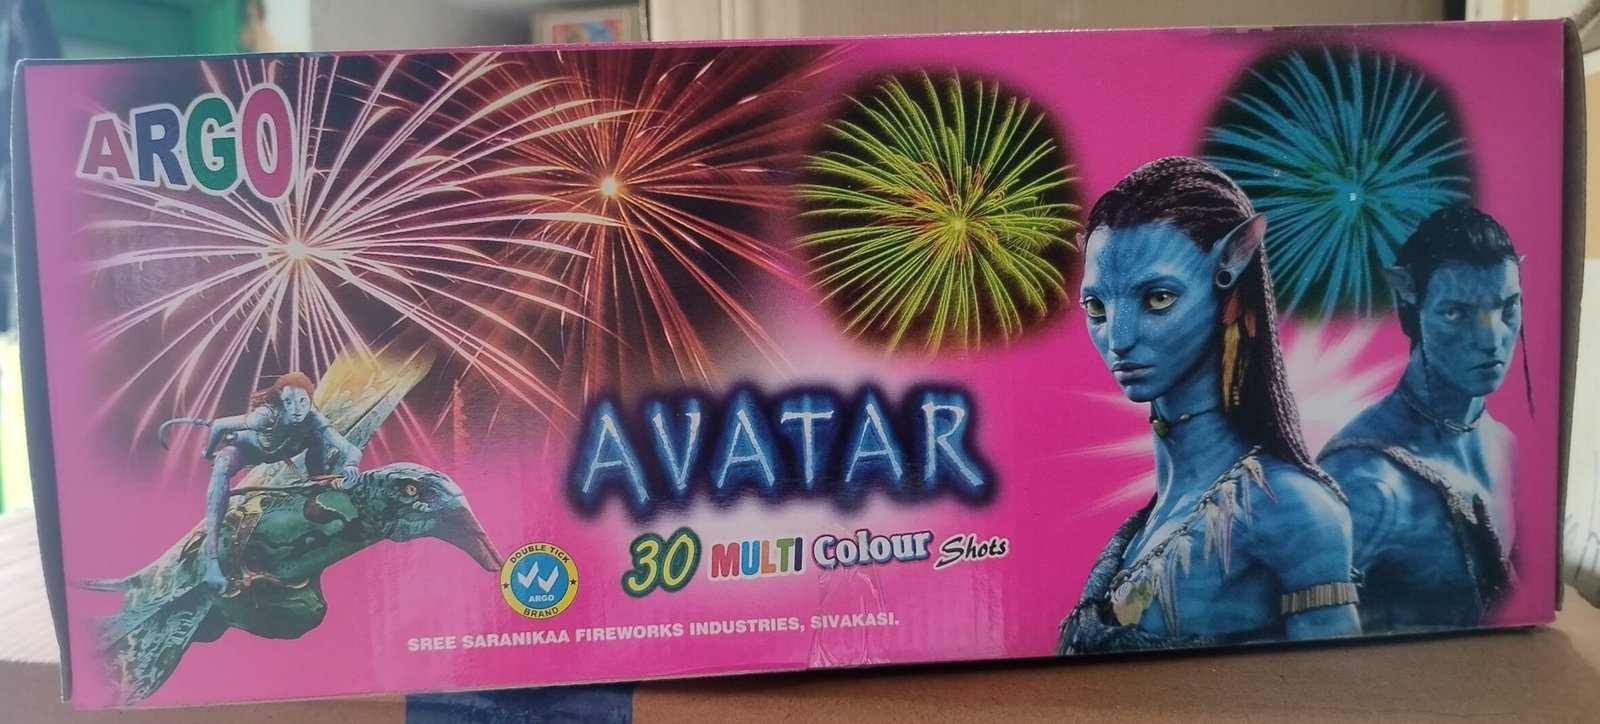 ARGO
AVATAR
30 MULTI Colour Shots
DOUBLE TICK
ARGO
BRAND
SREE SARANIKAA FIREWORKS INDUSTRIES, SIVAKASI.